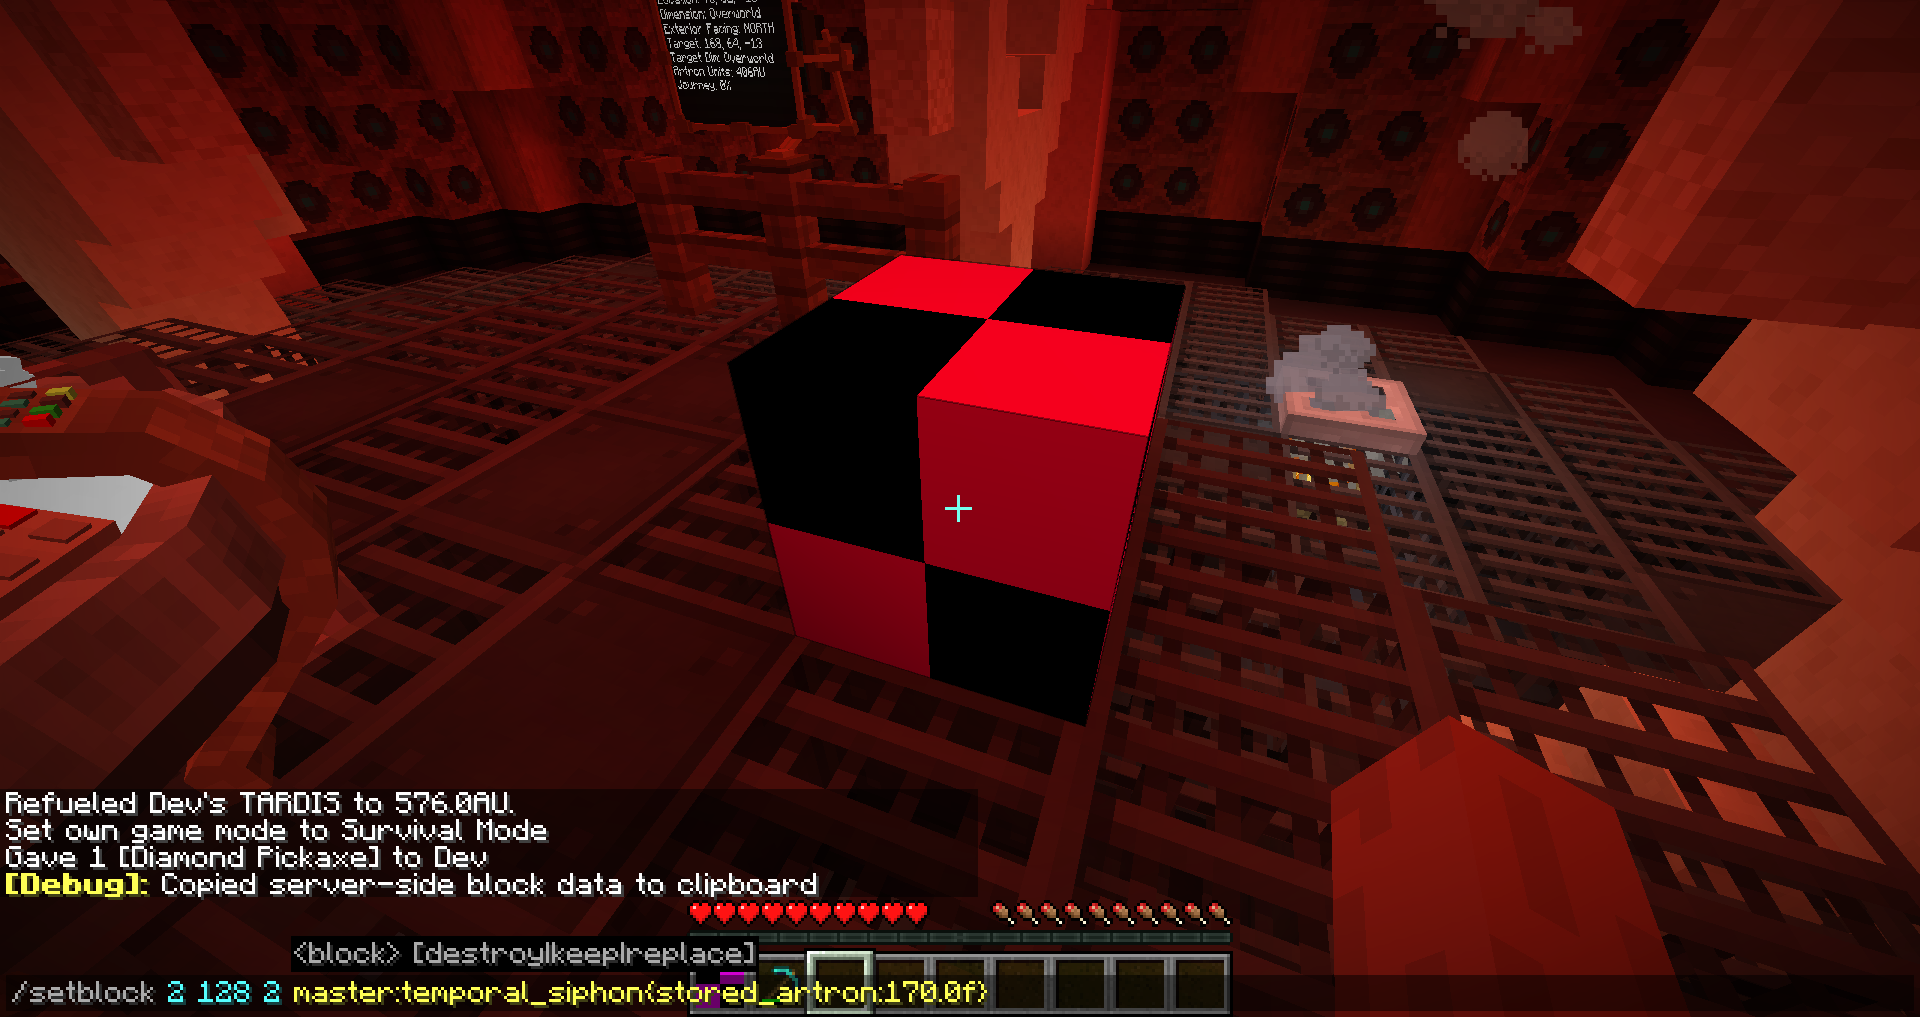 Dimension: Overworld
Exterior Facing: NORTH
Target: 168, 64, -13
Target Dim: Overworld
Artron Units: 406AU
Journey: 0%
Refueled Dev's TARDIS to 576.0AU.
Set own game mode to Survival Mode
Gave 1 [Diamond Pickaxe] to Dev
[Debug]: Copied server-side block data to clipboard
<block> [destroy|keep|replace]
/setblock 2 128 2 master:temporal_siphon{stored_artron:170.0f}